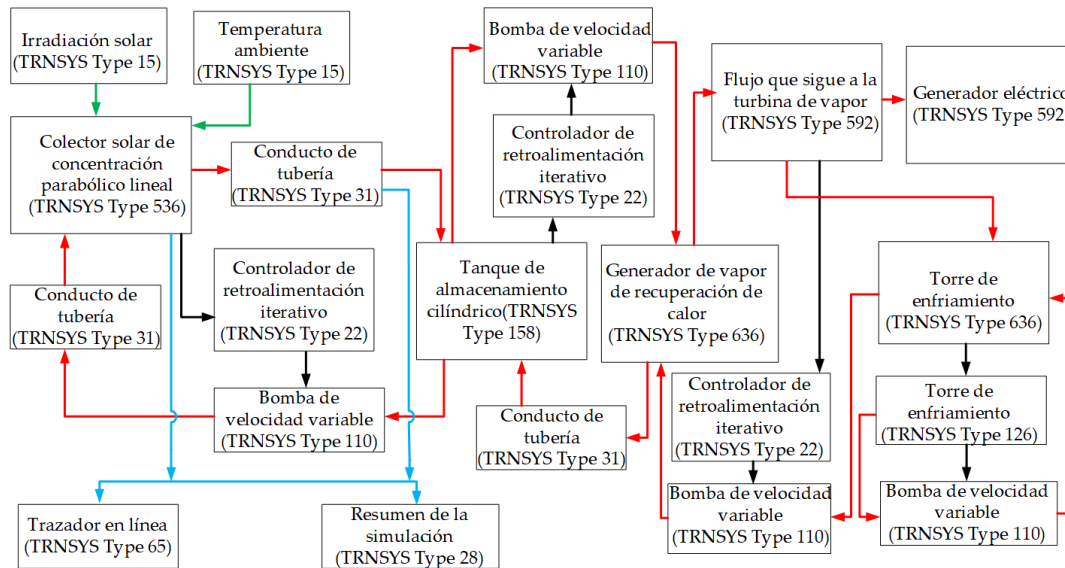 Irradiación solar
(TRNSYS Type 15)
Temperatura
ambiente
(TRNSYS Type 15)
Bomba de velocidad
variable
(TRNSYS Type 110)
Flujo que sigue a la
turbina de vapor
(TRNSYS Type 592)
Generador eléctrico
(TRNSYS Type 592
Colector solar de
concentración
parabólico lineal
(TRNSYS Type 536)
Conducto de
tubería
(TRNSYS Type 31)
Controlador de
retroalimentación
iterativo
(TRNSYS Type 22)
Conducto de
tubería
(TRNSYS Type 31)
Controlador de
retroalimentación
iterativo
(TRNSYS Type 22)
Tanque de
almacenamiento
cilíndrico(TRNSYS
Type 158)
Generador de vapor
de recuperación de
calor
(TRNSYS Type 636)
Torre de
enfriamiento
(TRNSYS Type 636)
Bomba de
velocidad variable
(TRNSYS Type 110)
Conducto de
tubería
(TRNSYS Type 31)
Controlador de
retroalimentación
iterativo
(TRNSYS Type 22)
Torre de
enfriamiento
(TRNSYS Type 126)
Trazador en línea
(TRNSYS Type 65)
Resumen de la
simulación
(TRNSYS Type 28)
Bomba de velocidad
variable
(TRNSYS Type 110)
Bomba de velocidad
variable
(TRNSYS Type 110)